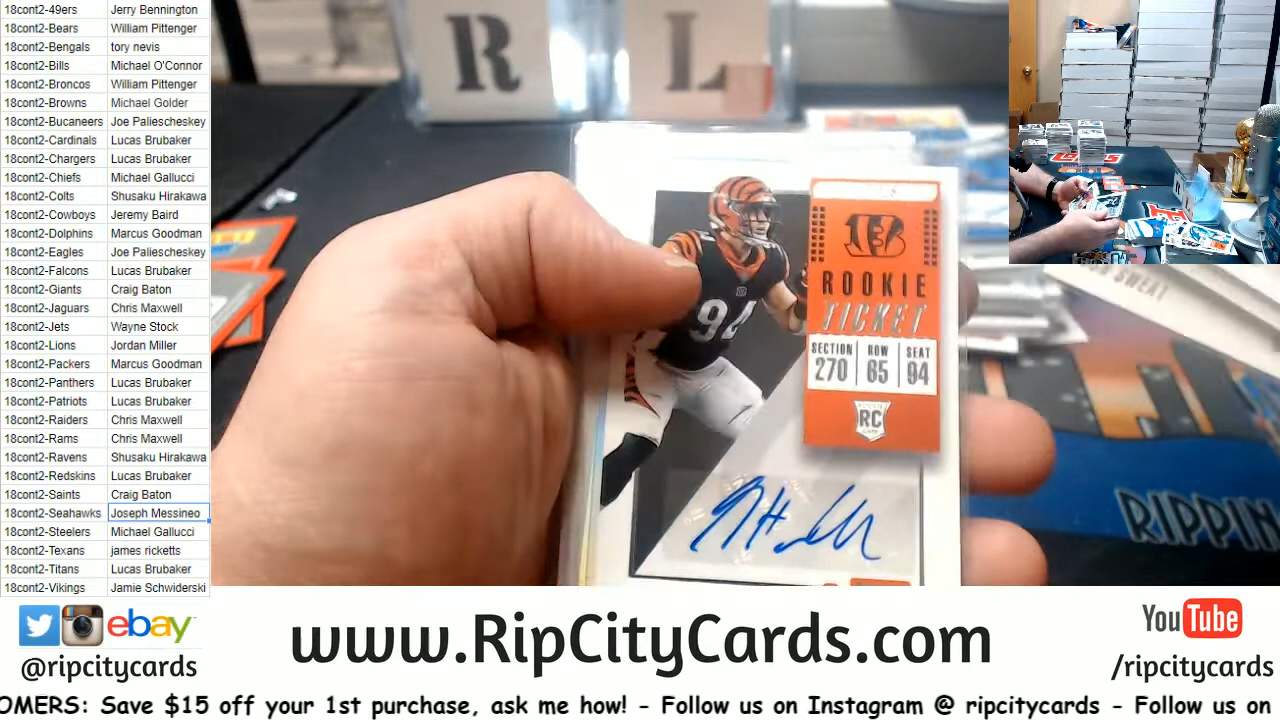 18cont2-49ers Jerry Bennington
18cont2-Bears William Pittenger
18cont2-Bengals tory nevis
18cont2-Bills Michael O'Connor
18cont2-Broncos William Pittenger
18cont2-Browns Michael Golder
18cont2-Bucaneers Joe Paliescheskey
18cont2-Cardinals Lucas Brubaker
18cont2-Chargers Lucas Brubaker
18cont2-Chiefs Michael Gallucci
18cont2-Colts Shusaku Hirakawa
18cont2-Cowboys Jeremy Baird
18cont2-Dolphins Marcus Goodman
18cont2-Eagles Joe Paliescheskey
18cont2-Falcons Lucas Brubaker
18cont2-Giants Craig Baton
18cont2-Jaguars Chris Maxwell
18cont2-Jets Wayne Stock
18cont2-Lions Jordan Miller
18cont2-Packers Marcus Goodman
18cont2-Panthers Lucas Brubaker
18cont2-Patriots Lucas Brubaker
18cont2-Raiders Chris Maxwell
18cont2-Rams Chris Maxwell
18cont2-Ravens Shusaku Hirakawa
18cont2-Redskins Lucas Brubaker
18cont2-Saints Craig Baton
18cont2-Seahawks Joseph Messineo
18cont2-Steelers Michael Gallucci
18cont2-Texans james ricketts
18cont2-Titans Lucas Brubaker
18cont2-Vikings Jamie Schwiderski
R L
ROOKIE
TICKET
SECTION ROW SEAT
270 65 94
RC
94
SWEAT
RIPPIN
ebay
@ripcitycards
www.RipCityCards.com
YouTube
/ripcitycards
OMERS: Save $15 off your 1st purchase, ask me how! - Follow us on Instagram @ ripcitycards - Follow us on